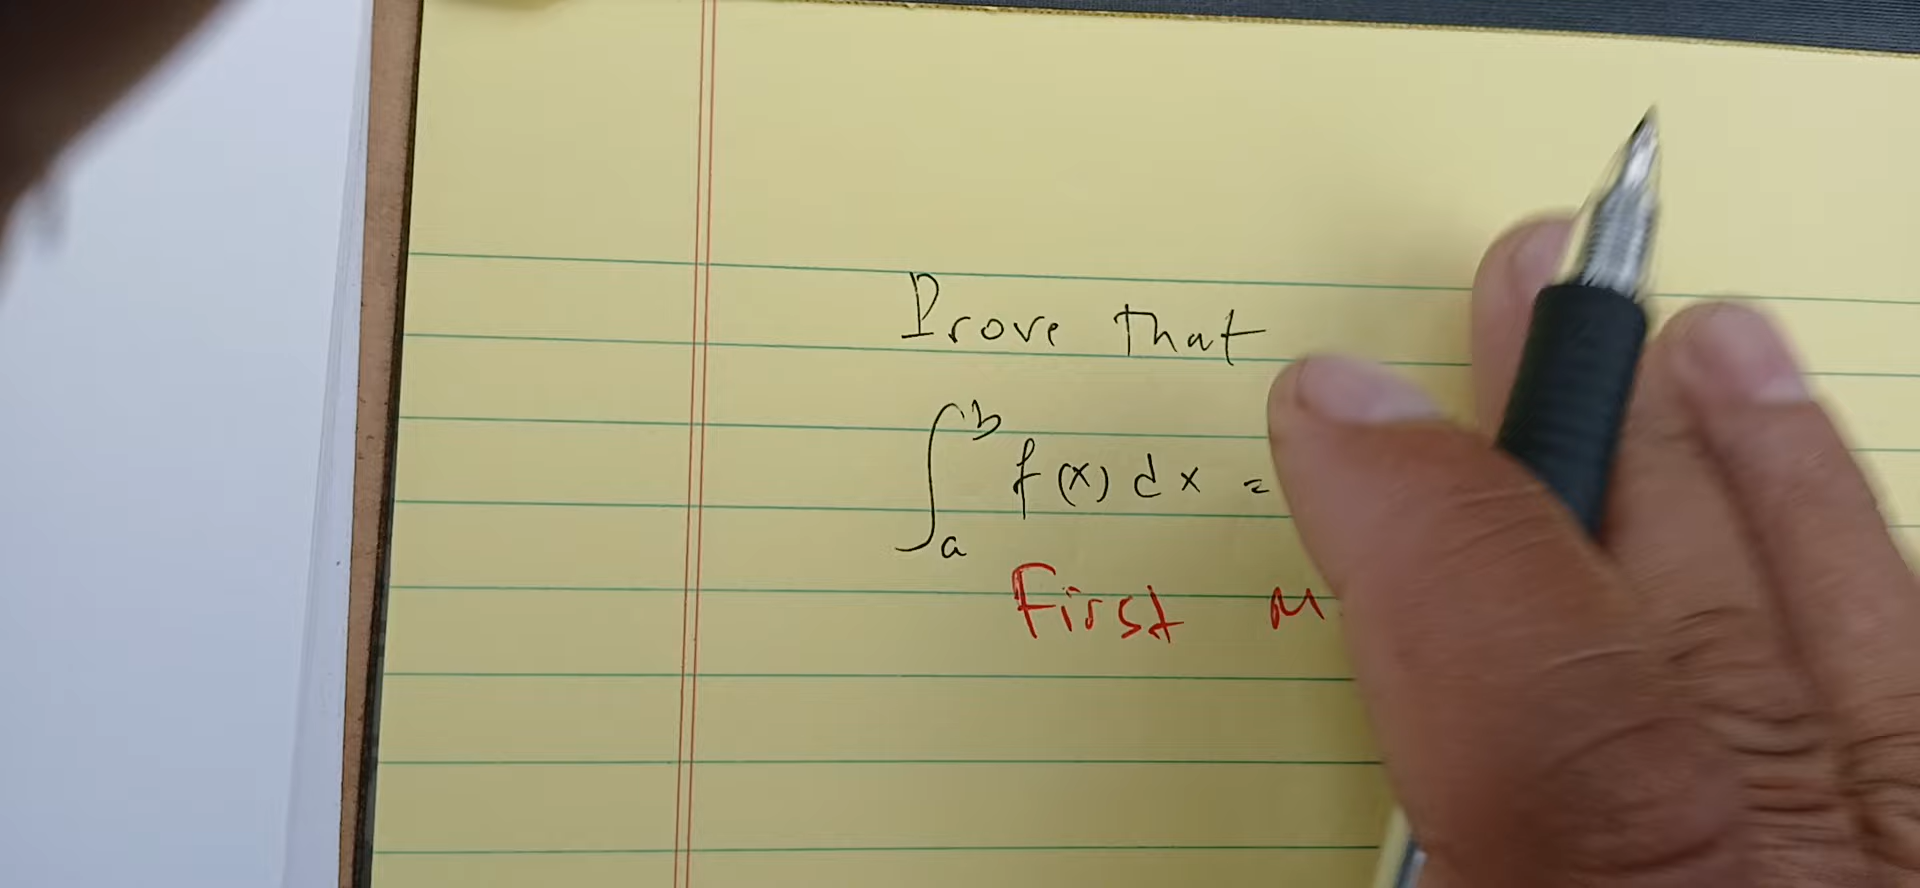 Prove that
∫_a^b f(x) dx =
First